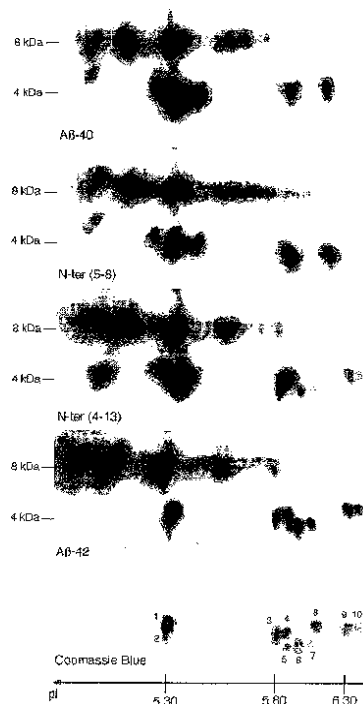 8 kDa
4 kDa
Aß-40
8 kDa
4 kDa
N-ter (5-8)
8 kDa
4 kDa
N-ter (4-13)
8 kDa
4 kDa
Aß-42
1
2
3 4
5 6 7
8
9 10
Coomassie Blue
pI 5.30 5.80 6.30